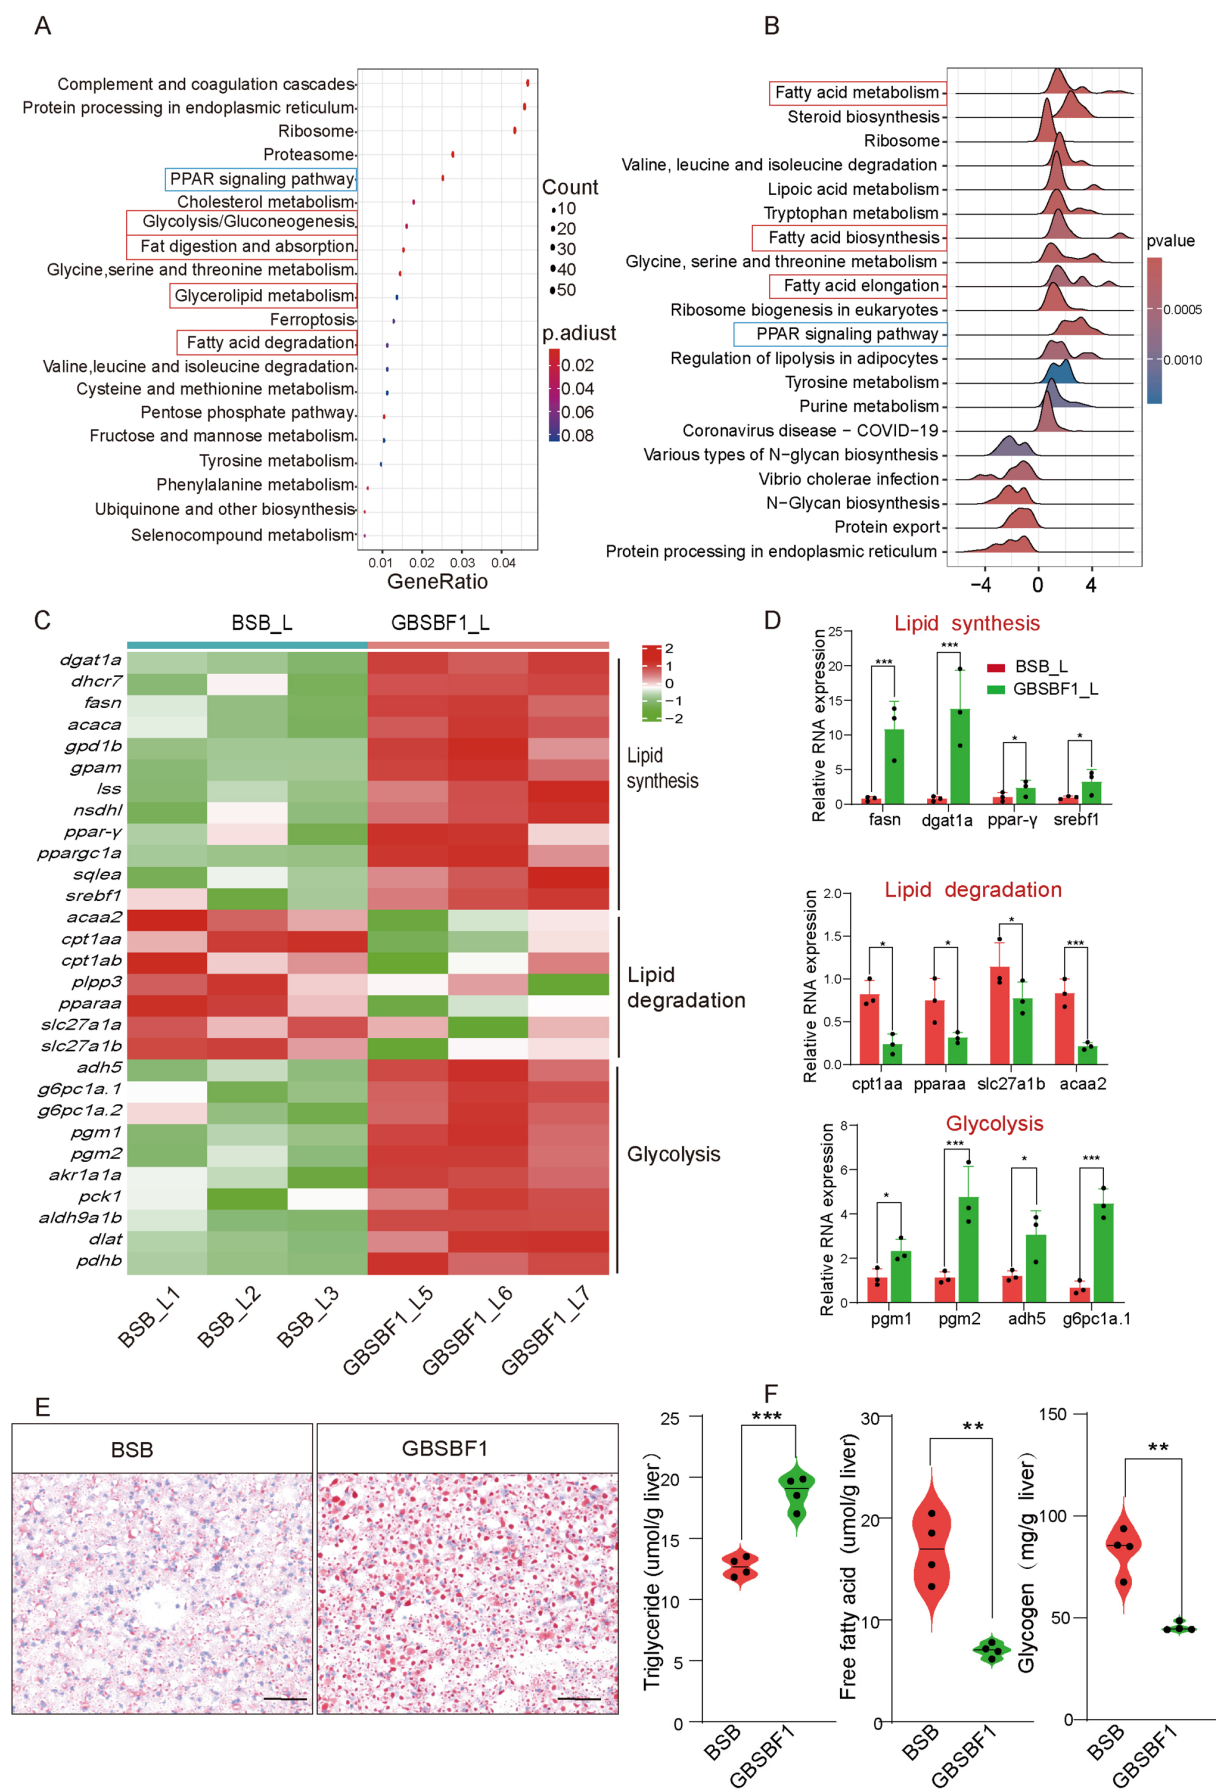 A
Complement and coagulation cascades
Protein processing in endoplasmic reticulum
Ribosome
Proteasome
PPAR signaling pathway
Cholesterol metabolism
Glycolysis/Gluconeogenesis
Fat digestion and absorption
Glycine,serine and threonine metabolism
Glycerolipid metabolism
Ferroptosis
Fatty acid degradation
Valine,leucine and isoleucine degradation
Cysteine and methionine metabolism
Pentose phosphate pathway
Fructose and mannose metabolism
Tyrosine metabolism
Phenylalanine metabolism
Ubiquinone and other biosynthesis
Selenocompound metabolism
0.01 0.02 0.03 0.04
GeneRatio
Count
10
20
30
40
50
p.adjust
0.02
0.04
0.06
0.08
B
Fatty acid metabolism
Steroid biosynthesis
Ribosome
Valine, leucine and isoleucine degradation
Lipoic acid metabolism
Tryptophan metabolism
Fatty acid biosynthesis
Glycine, serine and threonine metabolism
Fatty acid elongation
Ribosome biogenesis in eukaryotes
PPAR signaling pathway
Regulation of lipolysis in adipocytes
Tyrosine metabolism
Purine metabolism
Coronavirus disease − COVID−19
Various types of N−glycan biosynthesis
Vibrio cholerae infection
N−Glycan biosynthesis
Protein export
Protein processing in endoplasmic reticulum
−4 0 4
pvalue
0.0005
0.0010
C
BSB_L GBSBF1_L
dgat1a
dhcr7
fasn
acaca
gpd1b
gpam
lss
nsdhl
ppar-γ
ppargc1a
sqlea
srebf1
acaa2
cpt1aa
cpt1ab
plpp3
pparaa
slc27a1a
slc27a1b
adh5
g6pc1a.1
g6pc1a.2
pgm1
pgm2
akr1a1a
pck1
aldh9a1b
dlat
pdhb
BSB_L1 BSB_L2 BSB_L3 GBSBF1_L5 GBSBF1_L6 GBSBF1_L7
2
1
0
−1
−2
Lipid
synthesis
Lipid
degradation
Glycolysis
D
Lipid synthesis
Relative RNA expression
25
20
15
10
5
0
*** *** * *
BSB_L
GBSBF1_L
fasn dgat1a ppar-γ srebf1
Lipid degradation
Relative RNA expression
2.0
1.5
1.0
0.5
0.0
* * * ***
cpt1aa pparaa slc27a1b acaa2
Glycolysis
Relative RNA expression
8
6
4
2
0
* *** * ***
pgm1 pgm2 adh5 g6pc1a.1
E
BSB GBSBF1
F
Triglyceride (umol/g liver)
25
20
15
10
5
0
***
BSB GBSBF1
Free fatty acid (umol/g liver)
30
20
10
0
**
BSB GBSBF1
Glycogen (mg/g liver)
150
100
50
0
**
BSB GBSBF1